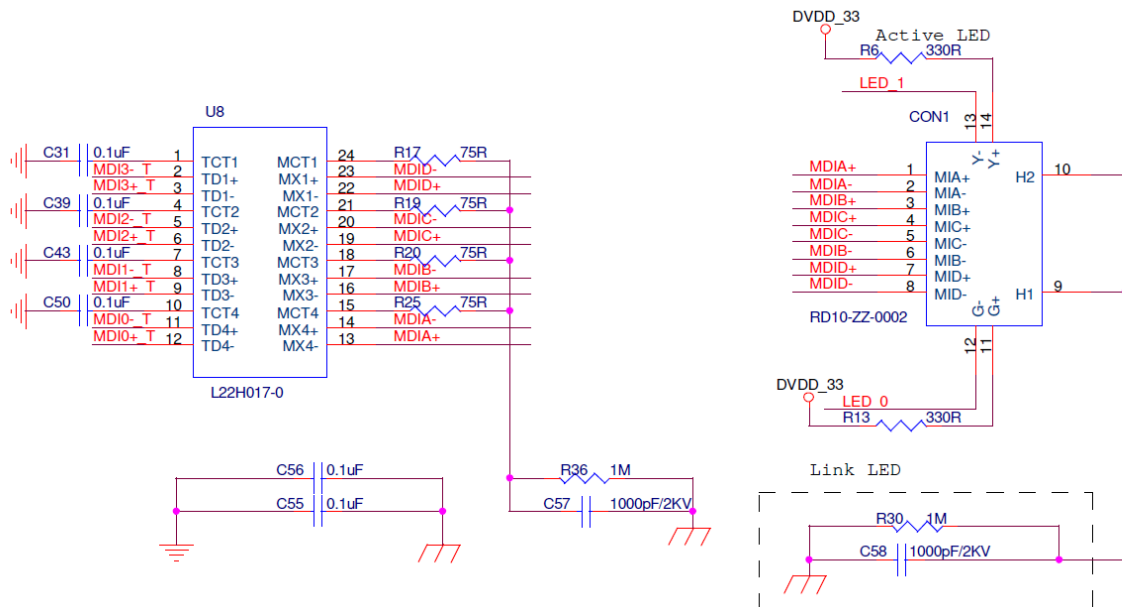 DVDD_33
Active LED
R6 330R
LED_1
U8
CON1
13 14
Y- Y+
C31 0.1uF 1 TCT1 MCT1 24 R17 75R
MDI3-_T 2 TD1+ MX1+ 23 MDID-
MDI3+_T 3 TD1- MX1- 22 MDID+
C39 0.1uF 4 TCT2 MCT2 21 R19 75R
MDI2-_T 5 TD2+ MX2+ 20 MDIC-
MDI2+_T 6 TD2- MX2- 19 MDIC+
C43 0.1uF 7 TCT3 MCT3 18 R20 75R
MDI1-_T 8 TD3+ MX3+ 17 MDIB-
MDI1+_T 9 TD3- MX3- 16 MDIB+
C50 0.1uF 10 TCT4 MCT4 15 R25 75R
MDI0-_T 11 TD4+ MX4+ 14 MDIA-
MDI0+_T 12 TD4- MX4- 13 MDIA+
L22H017-0
MDIA+ 1 MIA+ H2 10
MDIA- 2 MIA-
MDIB+ 3 MIB+
MDIC+ 4 MIC+
MDIC- 5 MIC-
MDIB- 6 MIB-
MDID+ 7 MID+
MDID- 8 MID- H1 9
RD10-ZZ-0002
G- G+
12 11
DVDD_33
LED_0
R13 330R
Link LED
C56 0.1uF
C55 0.1uF
R36 1M
C57 1000pF/2KV
R30 1M
C58 1000pF/2KV